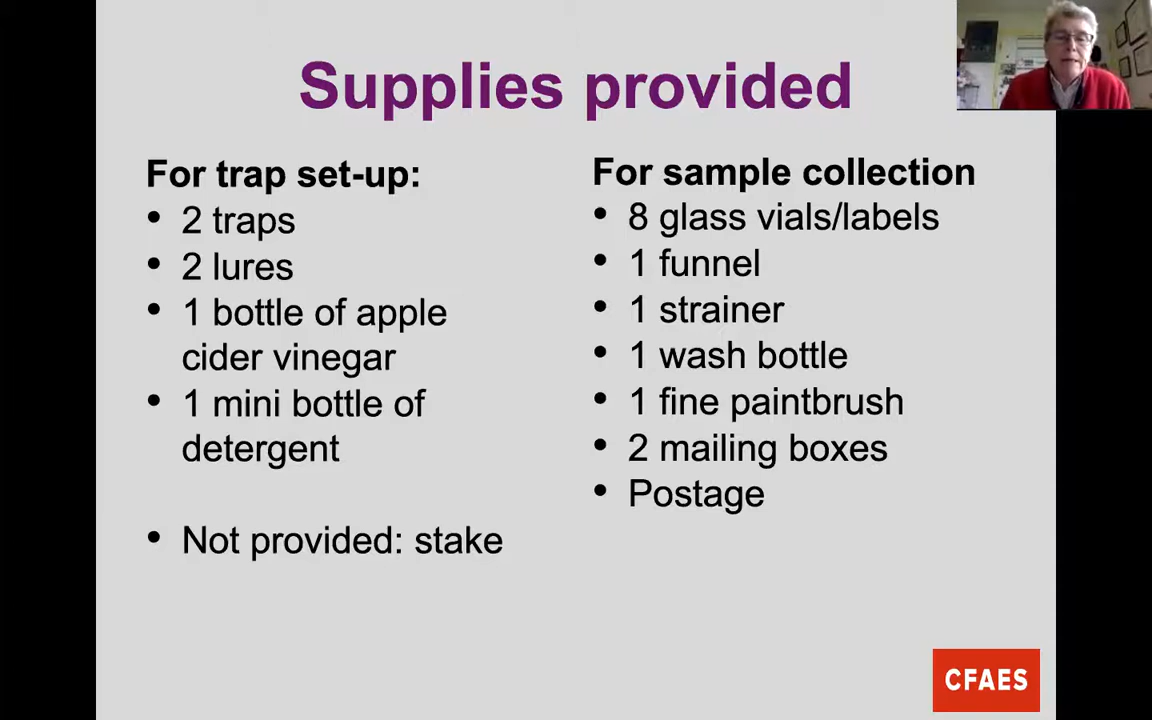 Supplies provided
For trap set-up:
• 2 traps
• 2 lures
• 1 bottle of apple
cider vinegar
• 1 mini bottle of
detergent
• Not provided: stake
For sample collection
• 8 glass vials/labels
• 1 funnel
• 1 strainer
• 1 wash bottle
• 1 fine paintbrush
• 2 mailing boxes
• Postage
CFAES